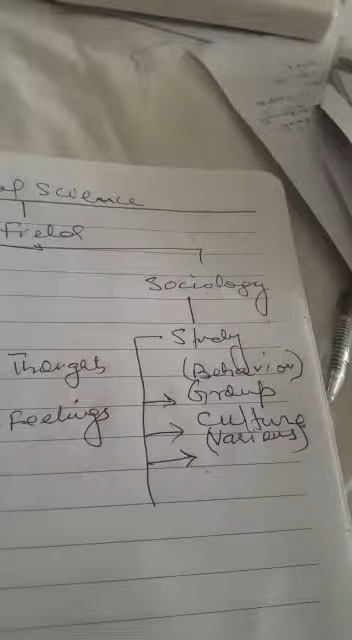 of Science
Field
Sociology
Study
Thoughts (Behavior)
Group
Feelings Culture
(Various)